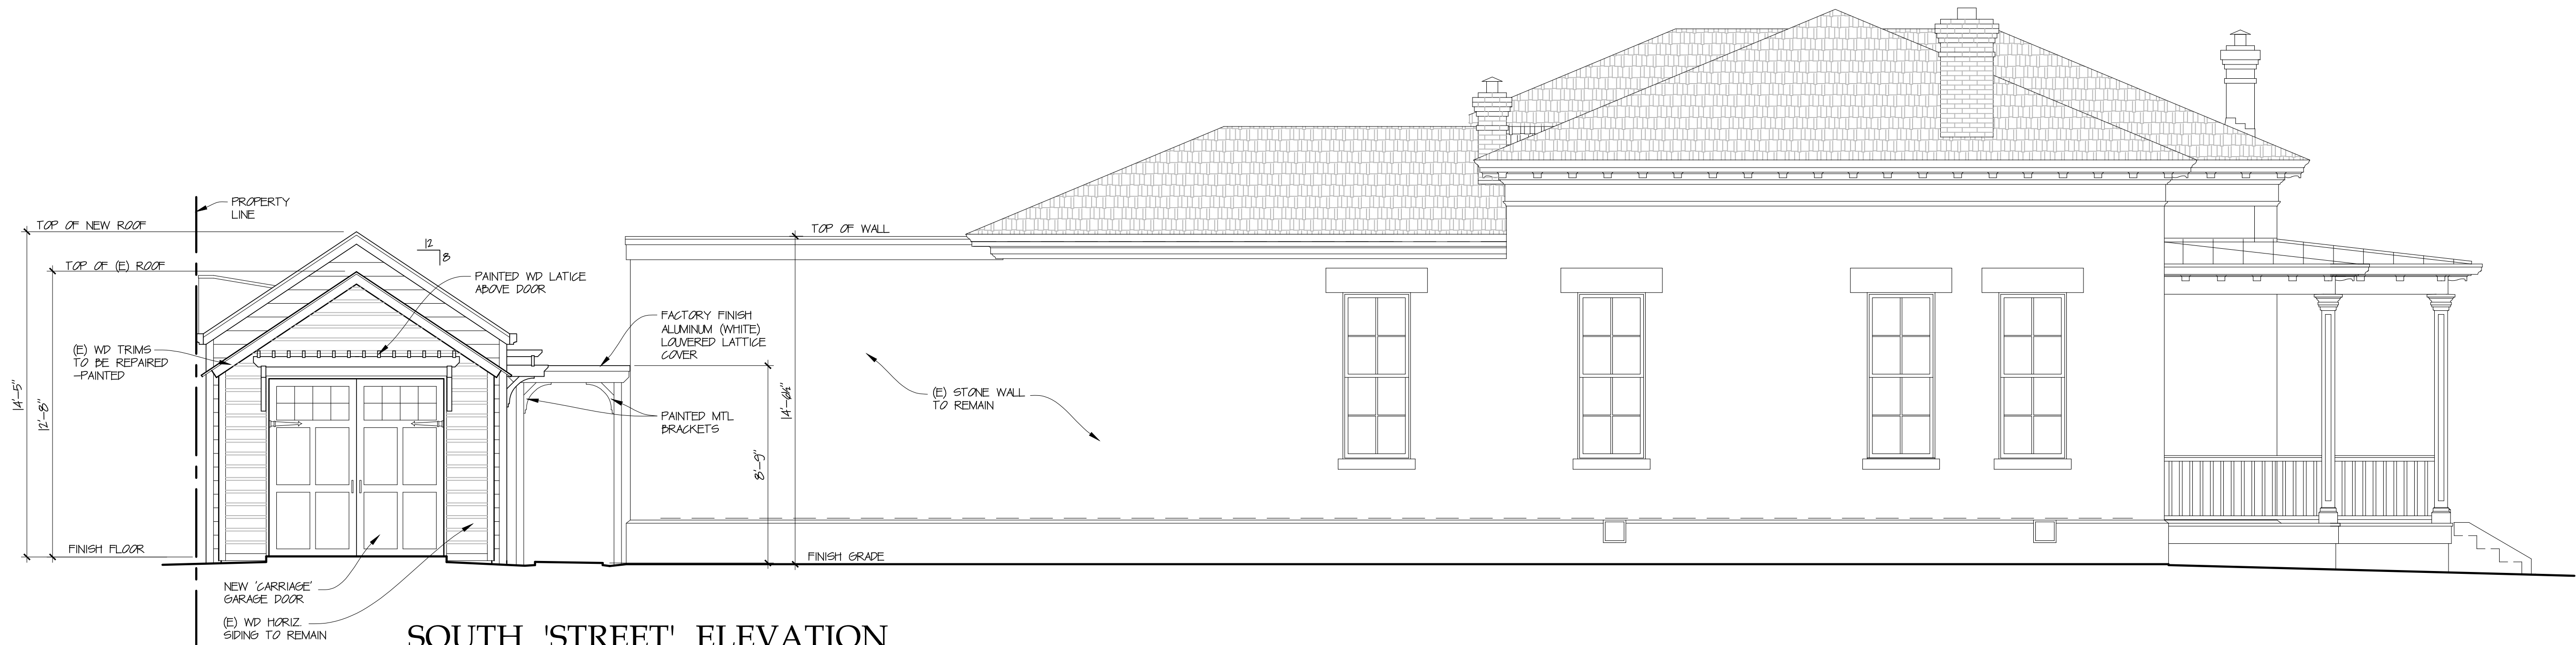 PROPERTY
LINE
TOP OF NEW ROOF
TOP OF WALL
12
8
TOP OF (E) ROOF
PAINTED WD LATICE
ABOVE DOOR
FACTORY FINISH
ALUMINUM (WHITE)
LOUVERED LATTICE
COVER
(E) WD TRIMS
TO BE REPAIRED
-PAINTED
14'-5"
12'-8"
14'-6½"
8'-9"
(E) STONE WALL
TO REMAIN
PAINTED MTL
BRACKETS
FINISH FLOOR
FINISH GRADE
NEW 'CARRIAGE'
GARAGE DOOR
(E) WD HORIZ.
SIDING TO REMAIN
SOUTH 'STREET' ELEVATION